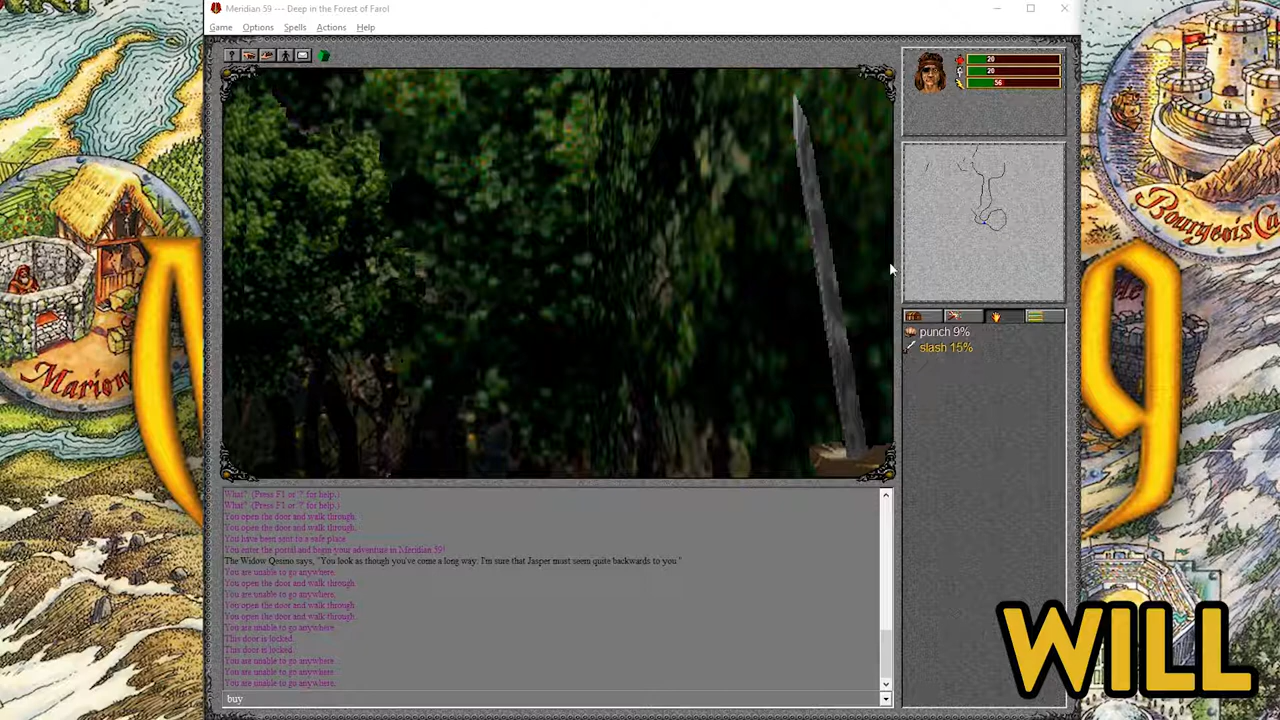 Meridian 59 --- Deep in the Forest of Farol
Game Options Spells Actions Help
20
20
56
punch 9%
slash 15%
What? (Press F1 or '?' for help.)
What? (Press F1 or '?' for help.)
You open the door and walk through.
You open the door and walk through.
You have been sent to a safe place.
You enter the portal and begin your adventure in Meridian 59!
The Widow Qesmo says, "You look as though you've come a long way. I'm sure that Jasper must seem quite backwards to you."
You are unable to go anywhere.
You open the door and walk through.
You are unable to go anywhere.
You open the door and walk through.
You open the door and walk through.
You are unable to go anywhere.
This door is locked.
This door is locked.
You are unable to go anywhere.
You are unable to go anywhere.
You are unable to go anywhere.
buy
Marion
9
WILL